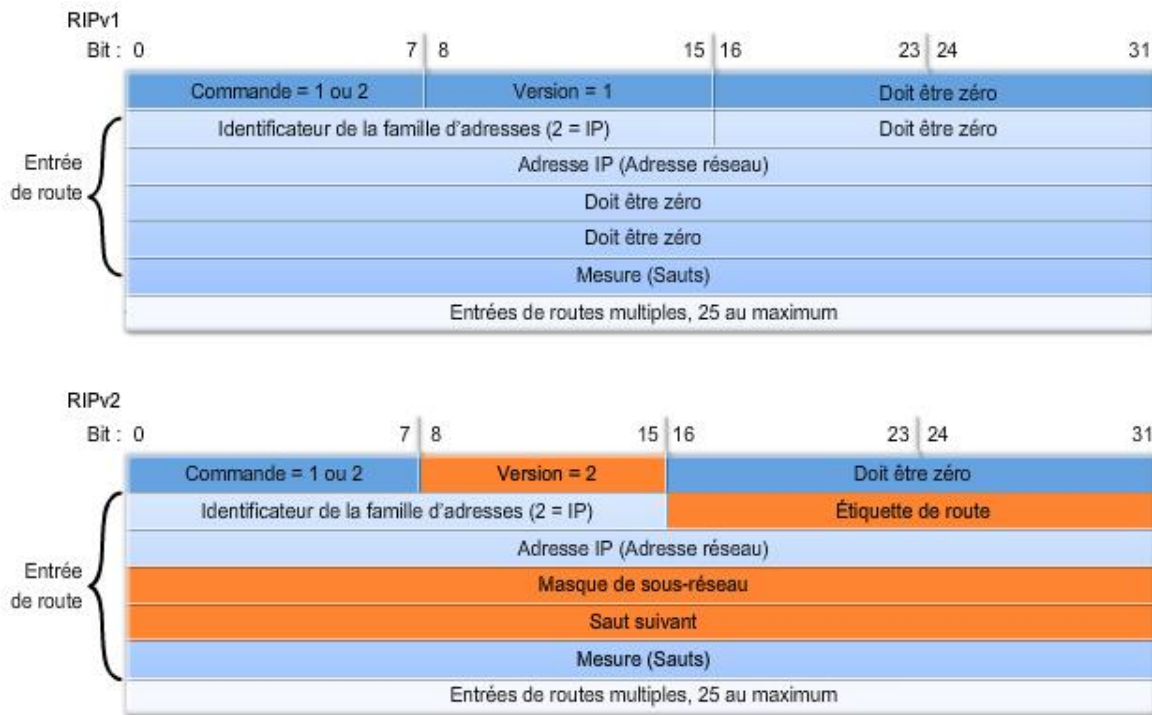 RIPv1
Bit : 0 7 8 15 16 23 24 31
Commande = 1 ou 2 Version = 1 Doit être zéro
Identificateur de la famille d'adresses (2 = IP) Doit être zéro
Entrée
de route
Adresse IP (Adresse réseau)
Doit être zéro
Doit être zéro
Mesure (Sauts)
Entrées de routes multiples, 25 au maximum
RIPv2
Bit : 0 7 8 15 16 23 24 31
Commande = 1 ou 2 Version = 2 Doit être zéro
Identificateur de la famille d'adresses (2 = IP) Étiquette de route
Entrée
de route
Adresse IP (Adresse réseau)
Masque de sous-réseau
Saut suivant
Mesure (Sauts)
Entrées de routes multiples, 25 au maximum